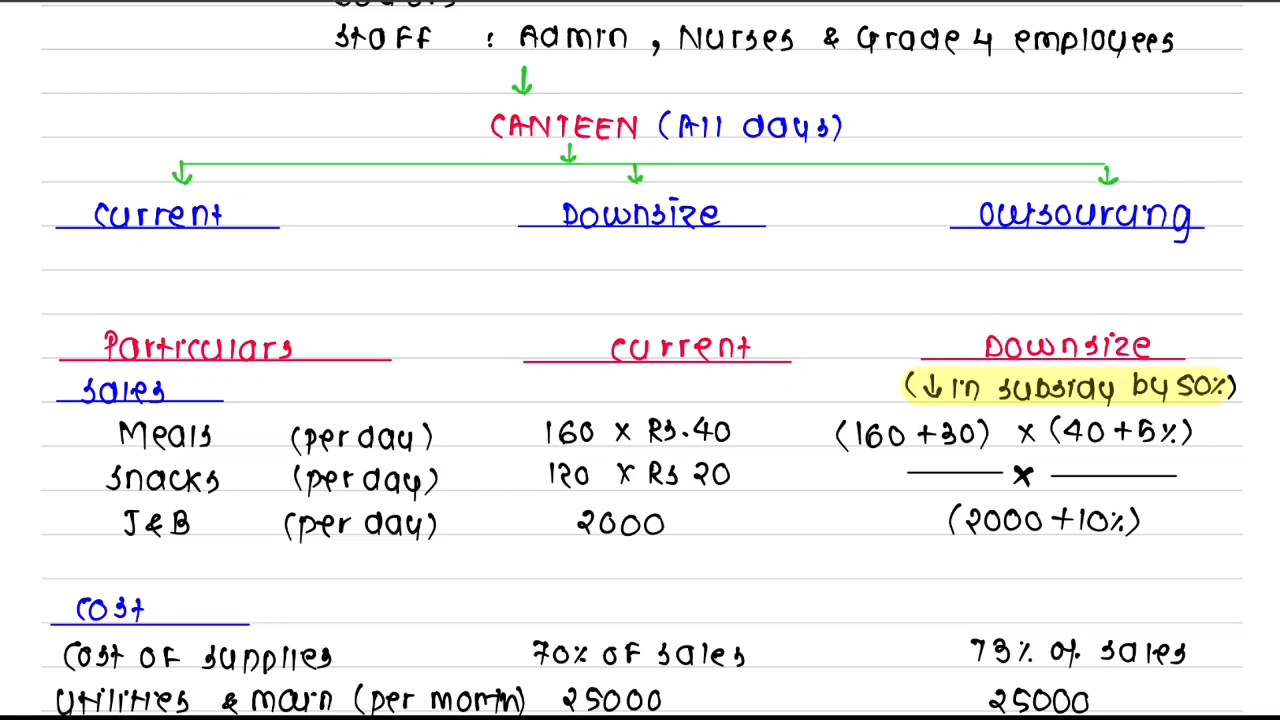 Staff : Admin, Nurses & Grade 4 employees
CANTEEN (All days)
Current Downsize Outsourcing
Particulars Current Downsize
Sales (↓ in subsidy by 50%)
Meals (per day) 160 × Rs.40 (160 + 30) × (40 + 5%)
Snacks (per day) 120 × Rs 20 ——— × ———
J & B (per day) 2000 (2000 + 10%)
Cost
Cost of supplies 70% of sales 73% of sales
Utilities & main (per month) 25000 25000